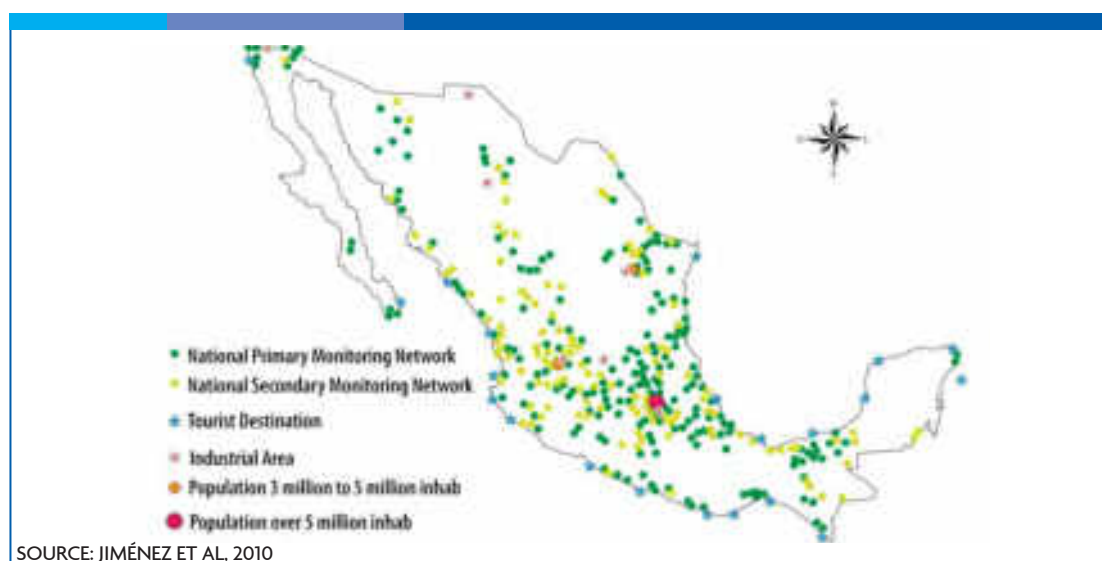 National Primary Monitoring Network
National Secondary Monitoring Network
Tourist Destination
Industrial Area
Population 3 million to 5 million inhab
Population over 5 million inhab
SOURCE: JIMÉNEZ ET AL, 2010